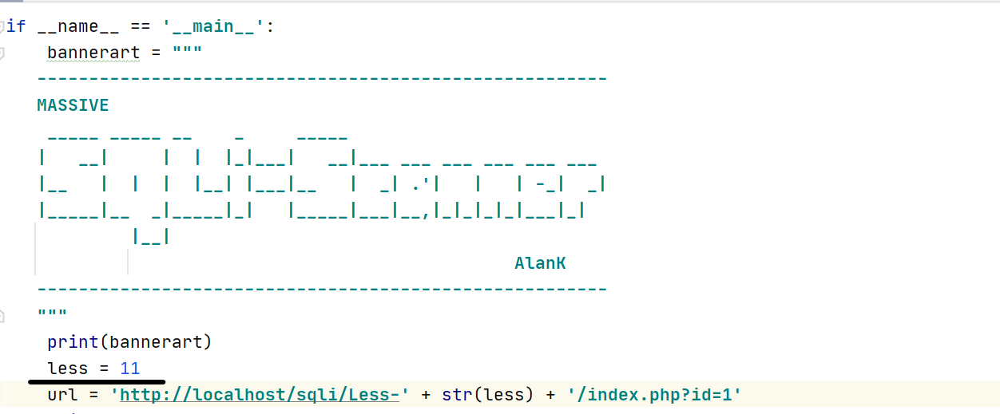 if __name__ == '__main__':
    bannerart = """
   -------------------------------------------------------
   MASSIVE
    _____ _____ __    _     _____
   |   __|     |  |  |_|___|   __|___ ___ ___ ___ ___ ___
   |__   |  |  |  |__| |___|__   |  _| .'|   |   | -_|  _|
   |_____|__  _|_____|_|   |_____|___|__,|_|_|_|_|___|_|
            |__|
                                                 AlanK
   -------------------------------------------------------
   """
    print(bannerart)
    less = 11
    url = 'http://localhost/sqli/Less-' + str(less) + '/index.php?id=1'